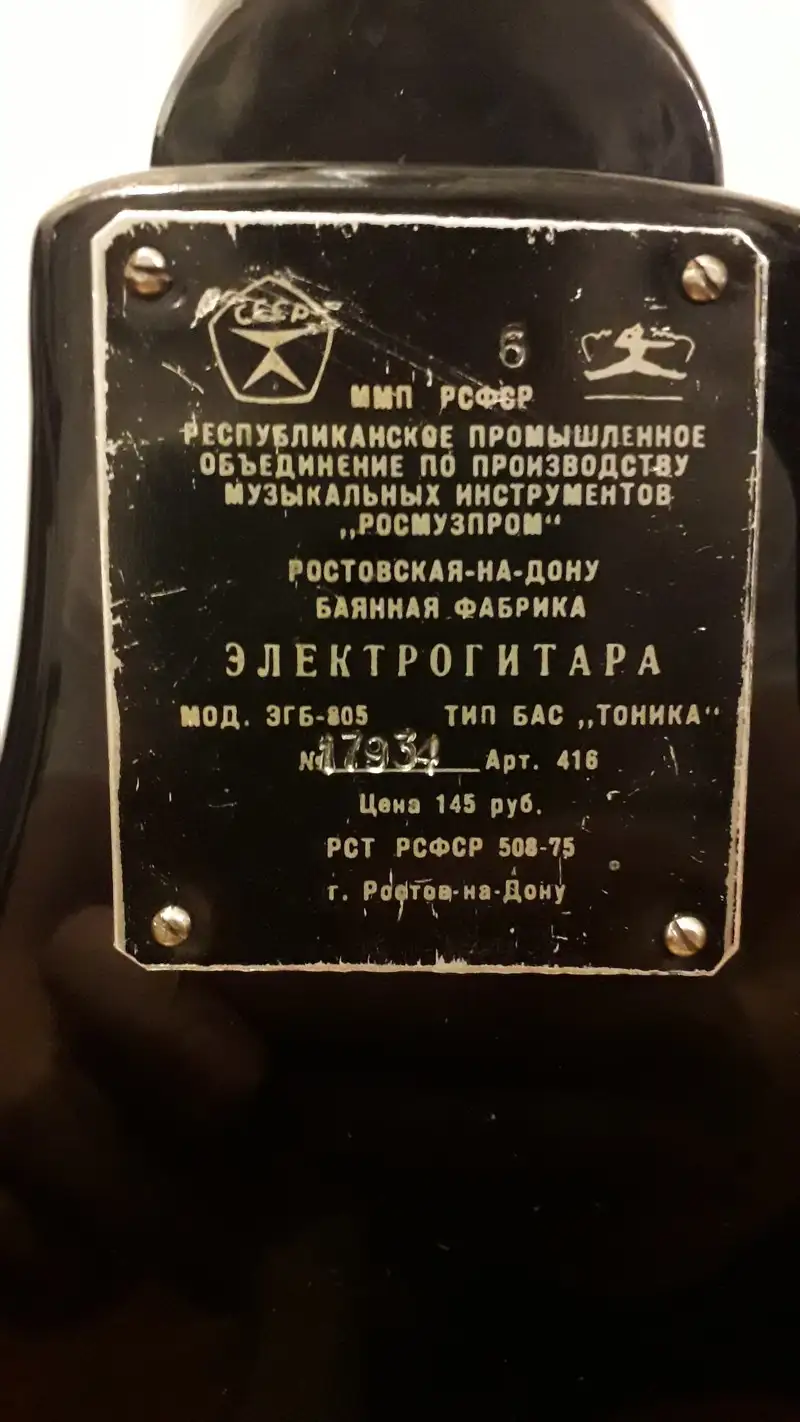 СССР
6
ММП РСФСР
РЕСПУБЛИКАНСКОЕ ПРОМЫШЛЕННОЕ
ОБЪЕДИНЕНИЕ ПО ПРОИЗВОДСТВУ
МУЗЫКАЛЬНЫХ ИНСТРУМЕНТОВ
„РОСМУЗПРОМ“
РОСТОВСКАЯ-НА-ДОНУ
БАЯННАЯ ФАБРИКА
ЭЛЕКТРОГИТАРА
МОД. ЭГБ-805 ТИП БАС „ТОНИКА“
№ 17934 Арт. 416
Цена 145 руб.
РСТ РСФСР 508-75
г. Ростов-на-Дону